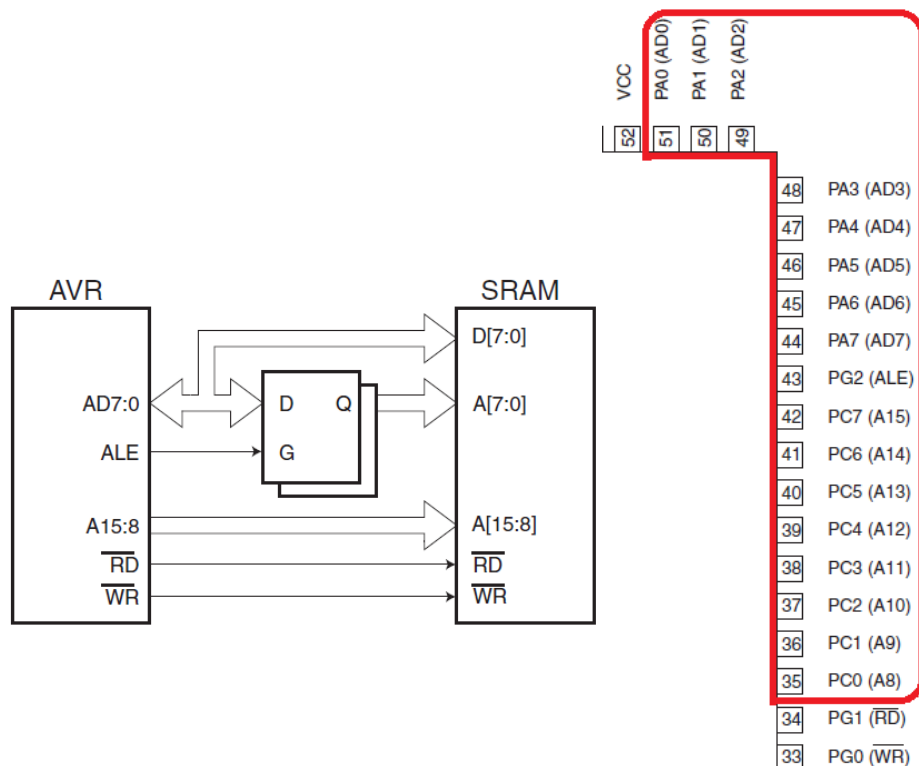 AVR
AD7:0
ALE
A15:8
RD
WR
D Q
G
SRAM
D[7:0]
A[7:0]
A[15:8]
RD
WR
VCC
PA0 (AD0)
PA1 (AD1)
PA2 (AD2)
52
51
50
49
48 PA3 (AD3)
47 PA4 (AD4)
46 PA5 (AD5)
45 PA6 (AD6)
44 PA7 (AD7)
43 PG2 (ALE)
42 PC7 (A15)
41 PC6 (A14)
40 PC5 (A13)
39 PC4 (A12)
38 PC3 (A11)
37 PC2 (A10)
36 PC1 (A9)
35 PC0 (A8)
34 PG1 (RD)
33 PG0 (WR)